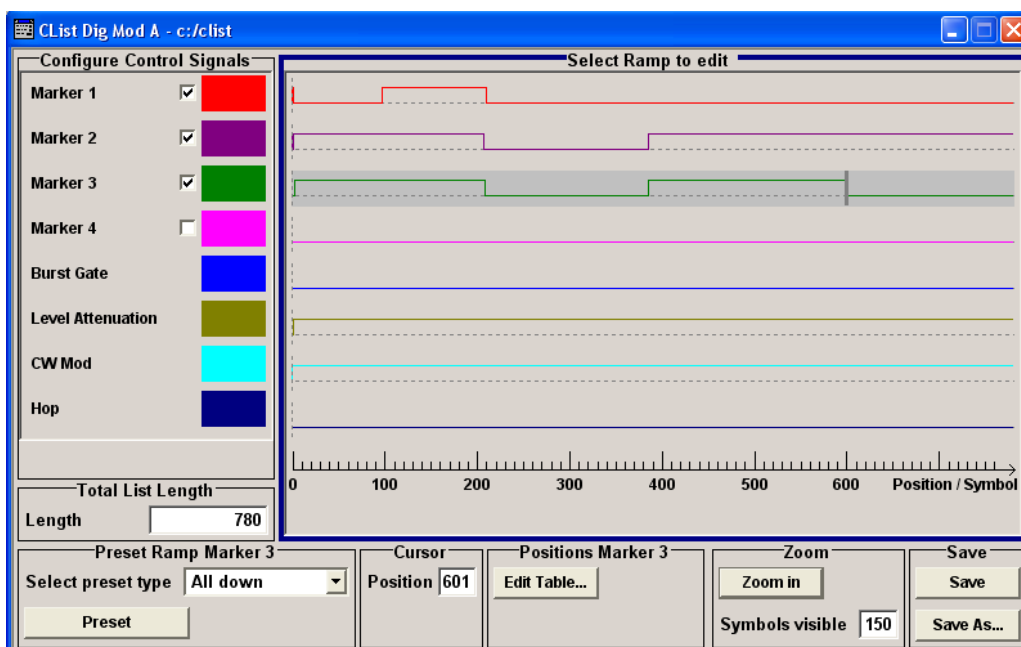 CList Dig Mod A - c:/clist
Configure Control Signals
Marker 1
Marker 2
Marker 3
Marker 4
Burst Gate
Level Attenuation
CW Mod
Hop
Total List Length
Length 780
Select Ramp to edit
0 100 200 300 400 500 600 Position / Symbol
Preset Ramp Marker 3
Select preset type All down
Preset
Cursor
Position 601
Positions Marker 3
Edit Table...
Zoom
Zoom in
Symbols visible 150
Save
Save
Save As...